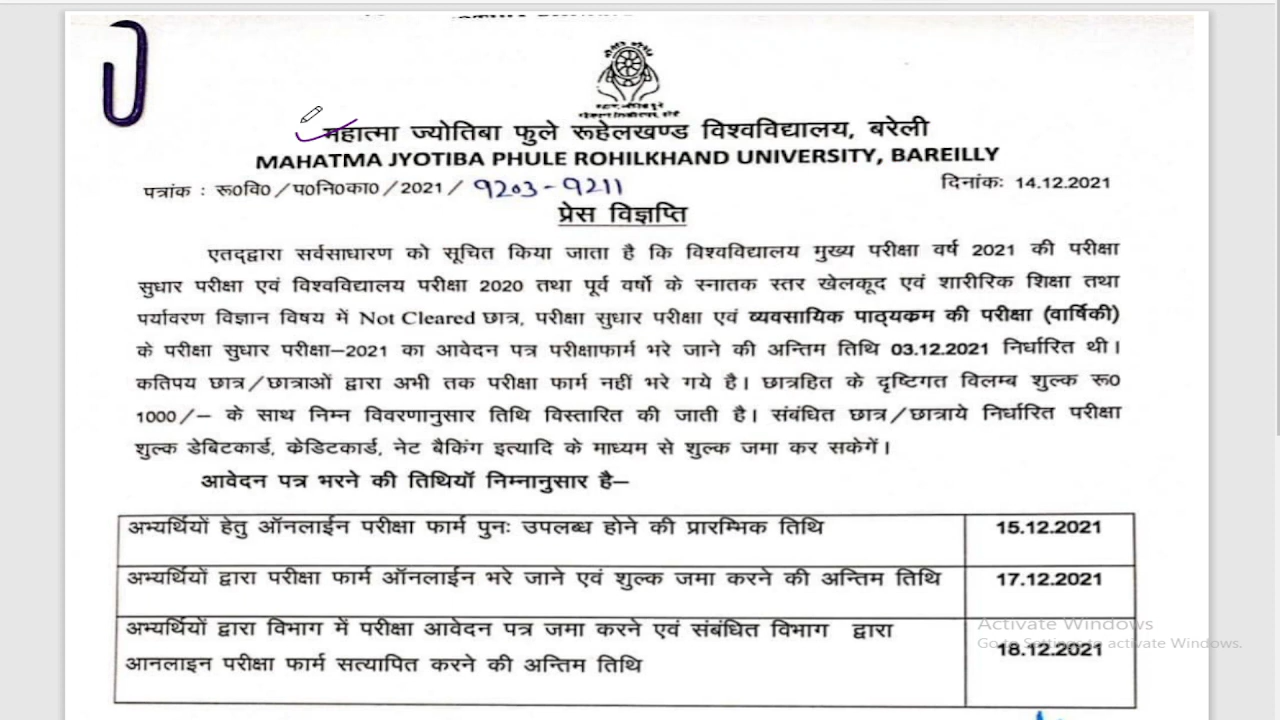 महात्मा ज्योतिबा फुले रूहेलखण्ड विश्वविद्यालय, बरेली
MAHATMA JYOTIBA PHULE ROHILKHAND UNIVERSITY, BAREILLY
पत्रांक : रू0वि0/प0नि0का0/2021/ 9203-9211 दिनांकः 14.12.2021
प्रेस विज्ञप्ति
एतद्द्वारा सर्वसाधारण को सूचित किया जाता है कि विश्वविद्यालय मुख्य परीक्षा वर्ष 2021 की परीक्षा
सुधार परीक्षा एवं विश्वविद्यालय परीक्षा 2020 तथा पूर्व वर्षो के स्नातक स्तर खेलकूद एवं शारीरिक शिक्षा तथा
पर्यावरण विज्ञान विषय में Not Cleared छात्र, परीक्षा सुधार परीक्षा एवं व्यवसायिक पाठ्यक्रम की परीक्षा (वार्षिकी)
के परीक्षा सुधार परीक्षा–2021 का आवेदन पत्र परीक्षाफार्म भरे जाने की अन्तिम तिथि 03.12.2021 निर्धारित थी।
कतिपय छात्र/छात्राओं द्वारा अभी तक परीक्षा फार्म नहीं भरे गये है। छात्रहित के दृष्टिगत विलम्ब शुल्क रू0
1000/– के साथ निम्न विवरणानुसार तिथि विस्तारित की जाती है। संबंधित छात्र/छात्राये निर्धारित परीक्षा
शुल्क डेबिटकार्ड, क्रेडिटकार्ड, नेट बैकिंग इत्यादि के माध्यम से शुल्क जमा कर सकेगें।
आवेदन पत्र भरने की तिथियॉ निम्नानुसार है–
अभ्यर्थियों हेतु ऑनलाईन परीक्षा फार्म पुनः उपलब्ध होने की प्रारम्भिक तिथि 15.12.2021
अभ्यर्थियों द्वारा परीक्षा फार्म ऑनलाईन भरे जाने एवं शुल्क जमा करने की अन्तिम तिथि 17.12.2021
अभ्यर्थियों द्वारा विभाग में परीक्षा आवेदन पत्र जमा करने एवं संबंधित विभाग द्वारा
आनलाइन परीक्षा फार्म सत्यापित करने की अन्तिम तिथि 18.12.2021
Activate Windows
Go to Settings to activate Windows.